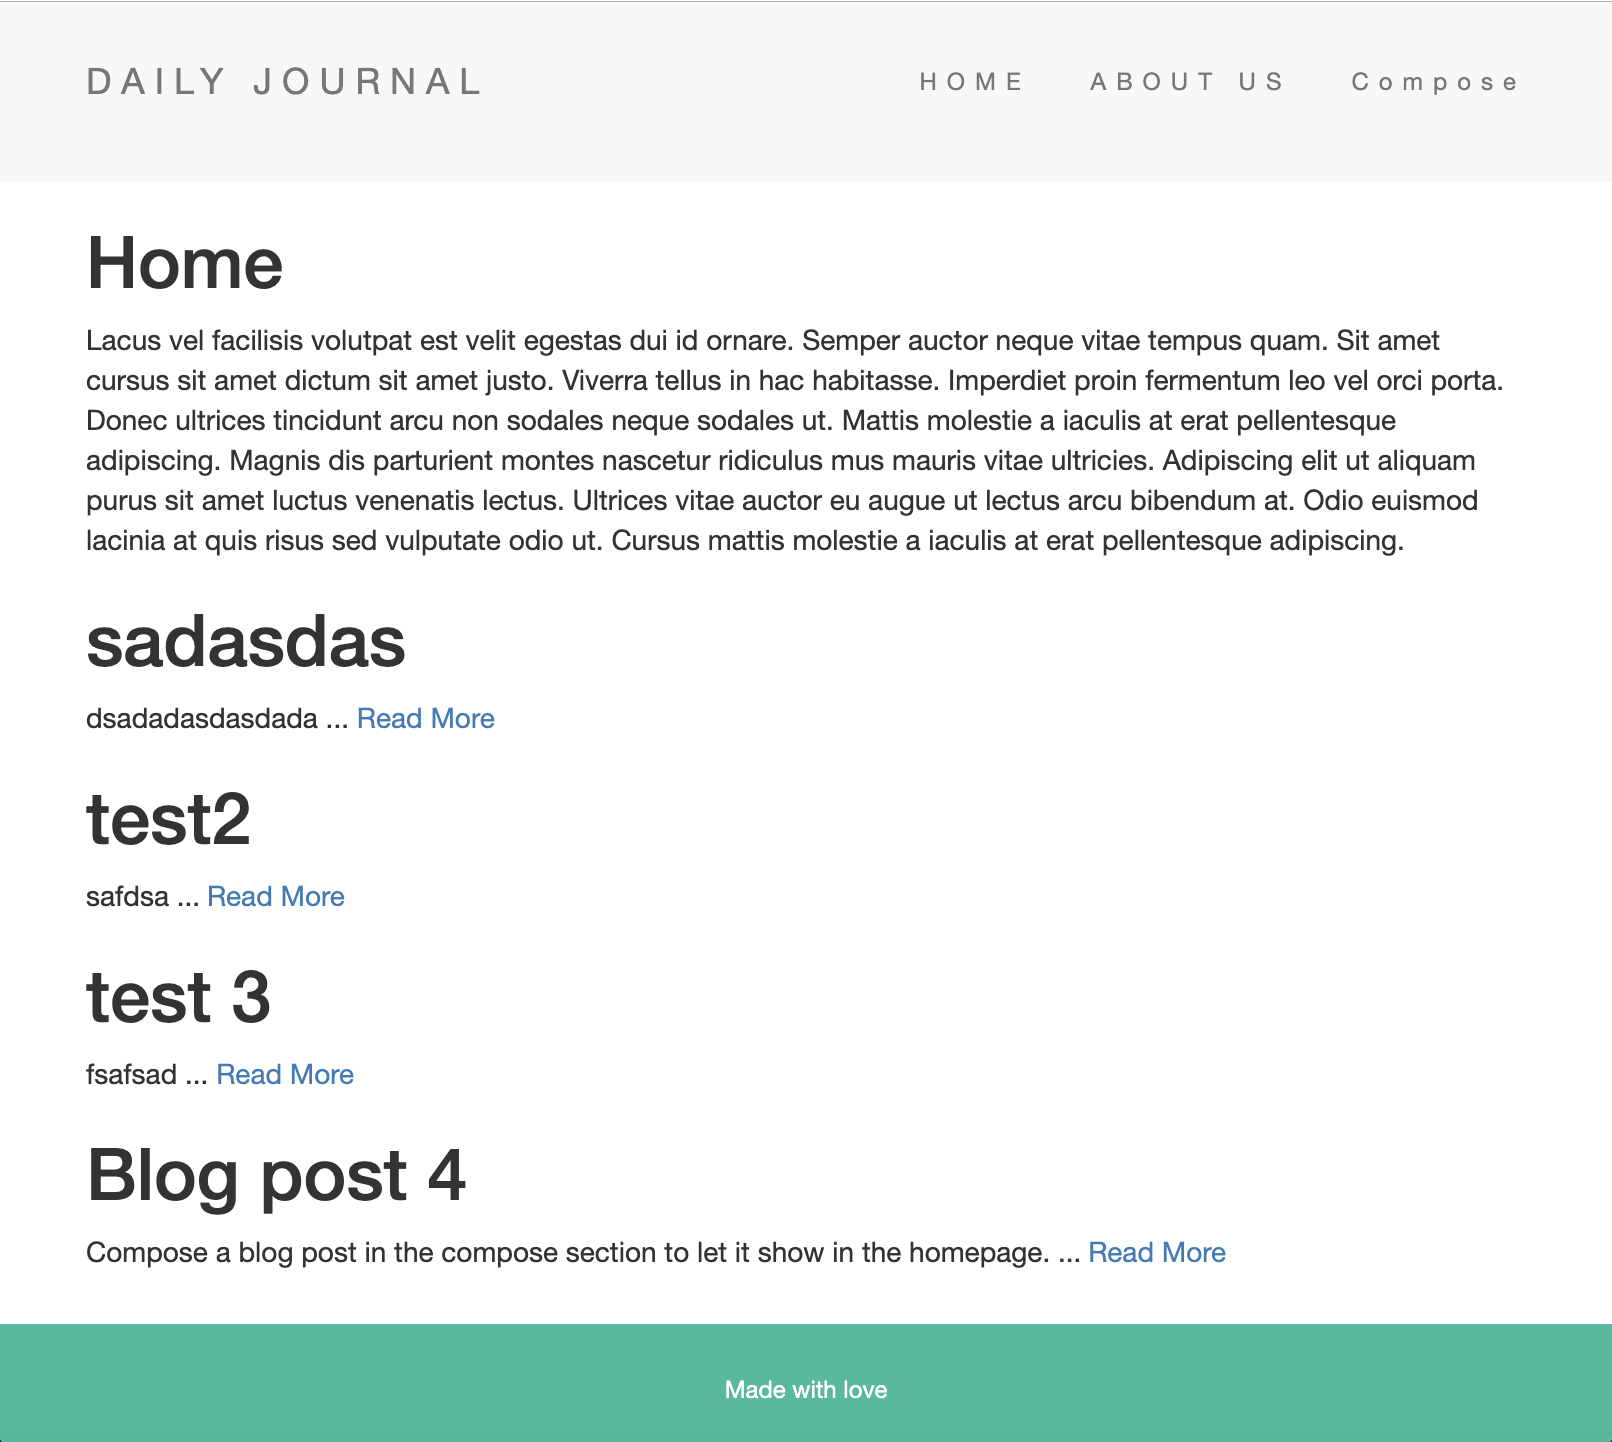 DAILY JOURNAL
HOME ABOUT US Compose
Home
Lacus vel facilisis volutpat est velit egestas dui id ornare. Semper auctor neque vitae tempus quam. Sit amet
cursus sit amet dictum sit amet justo. Viverra tellus in hac habitasse. Imperdiet proin fermentum leo vel orci porta.
Donec ultrices tincidunt arcu non sodales neque sodales ut. Mattis molestie a iaculis at erat pellentesque
adipiscing. Magnis dis parturient montes nascetur ridiculus mus mauris vitae ultricies. Adipiscing elit ut aliquam
purus sit amet luctus venenatis lectus. Ultrices vitae auctor eu augue ut lectus arcu bibendum at. Odio euismod
lacinia at quis risus sed vulputate odio ut. Cursus mattis molestie a iaculis at erat pellentesque adipiscing.
sadasdas
dsadadasdasdada ... Read More
test2
safdsa ... Read More
test 3
fsafsad ... Read More
Blog post 4
Compose a blog post in the compose section to let it show in the homepage. ... Read More
Made with love